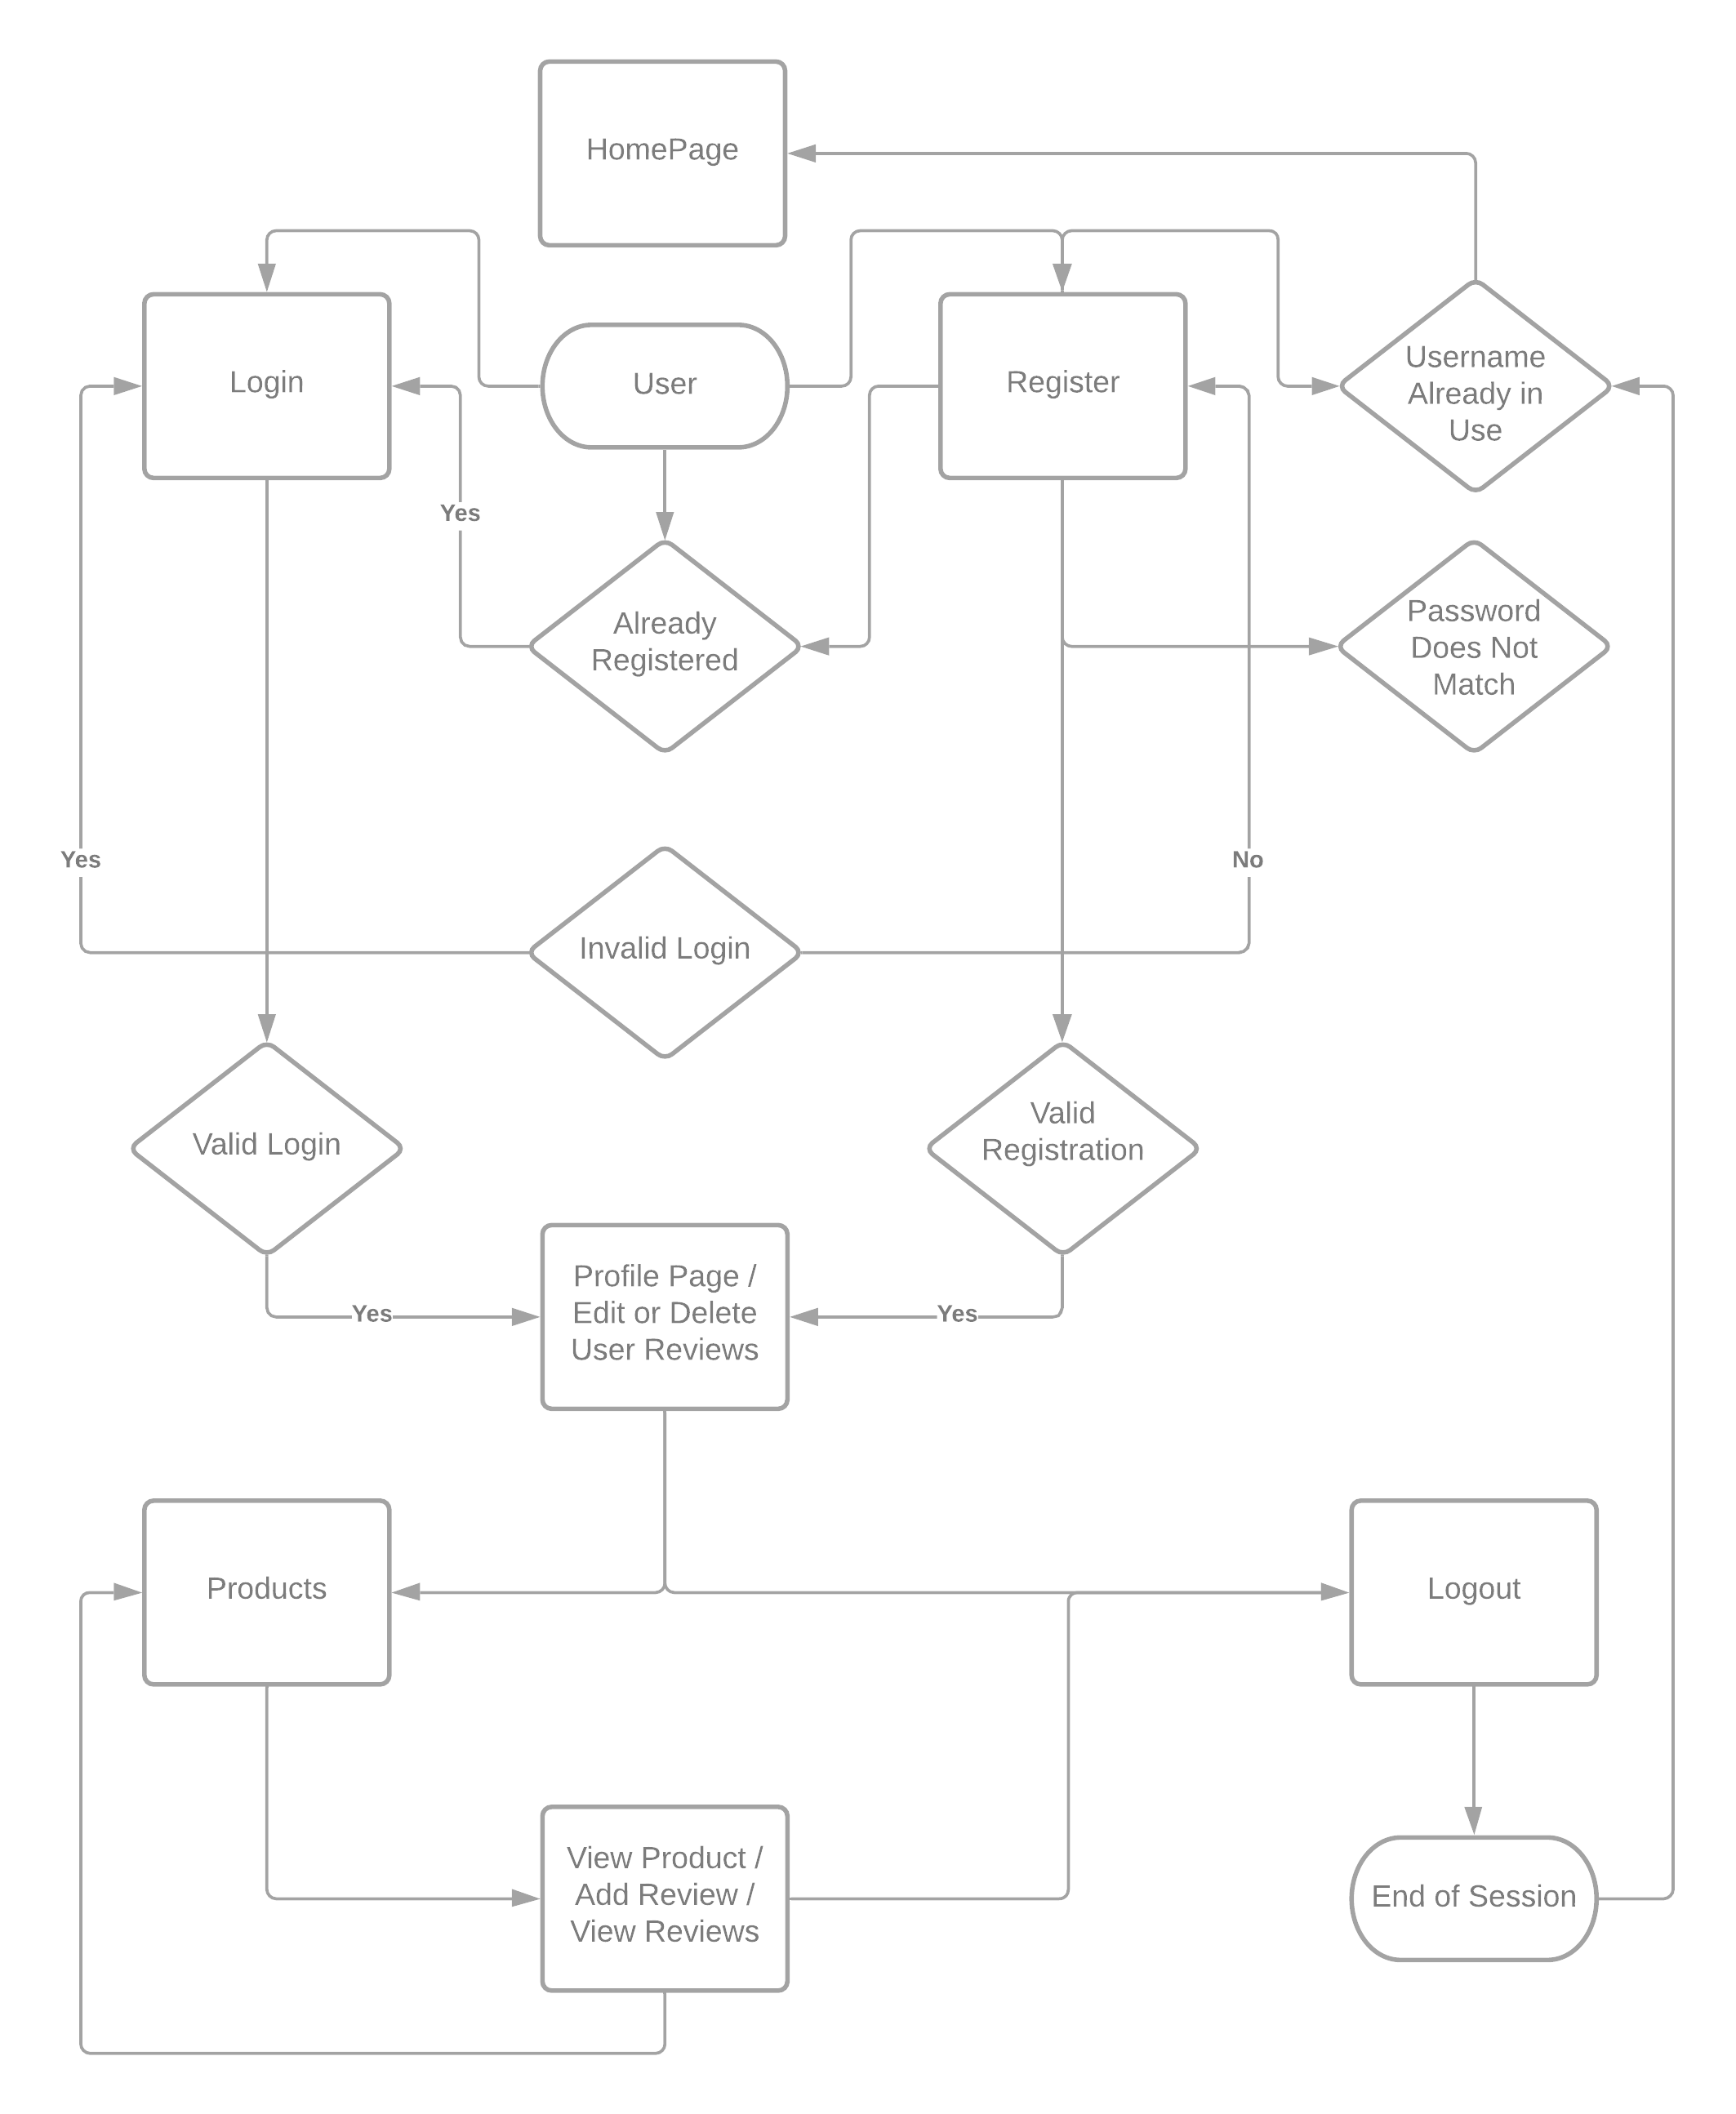 HomePage
Login
User
Register
Username
Already in
Use
Yes
Already
Registered
Password
Does Not
Match
Yes
Invalid Login
No
Valid Login
Valid
Registration
Profile Page /
Edit or Delete
User Reviews
Yes
Yes
Products
Logout
View Product /
Add Review /
View Reviews
End of Session